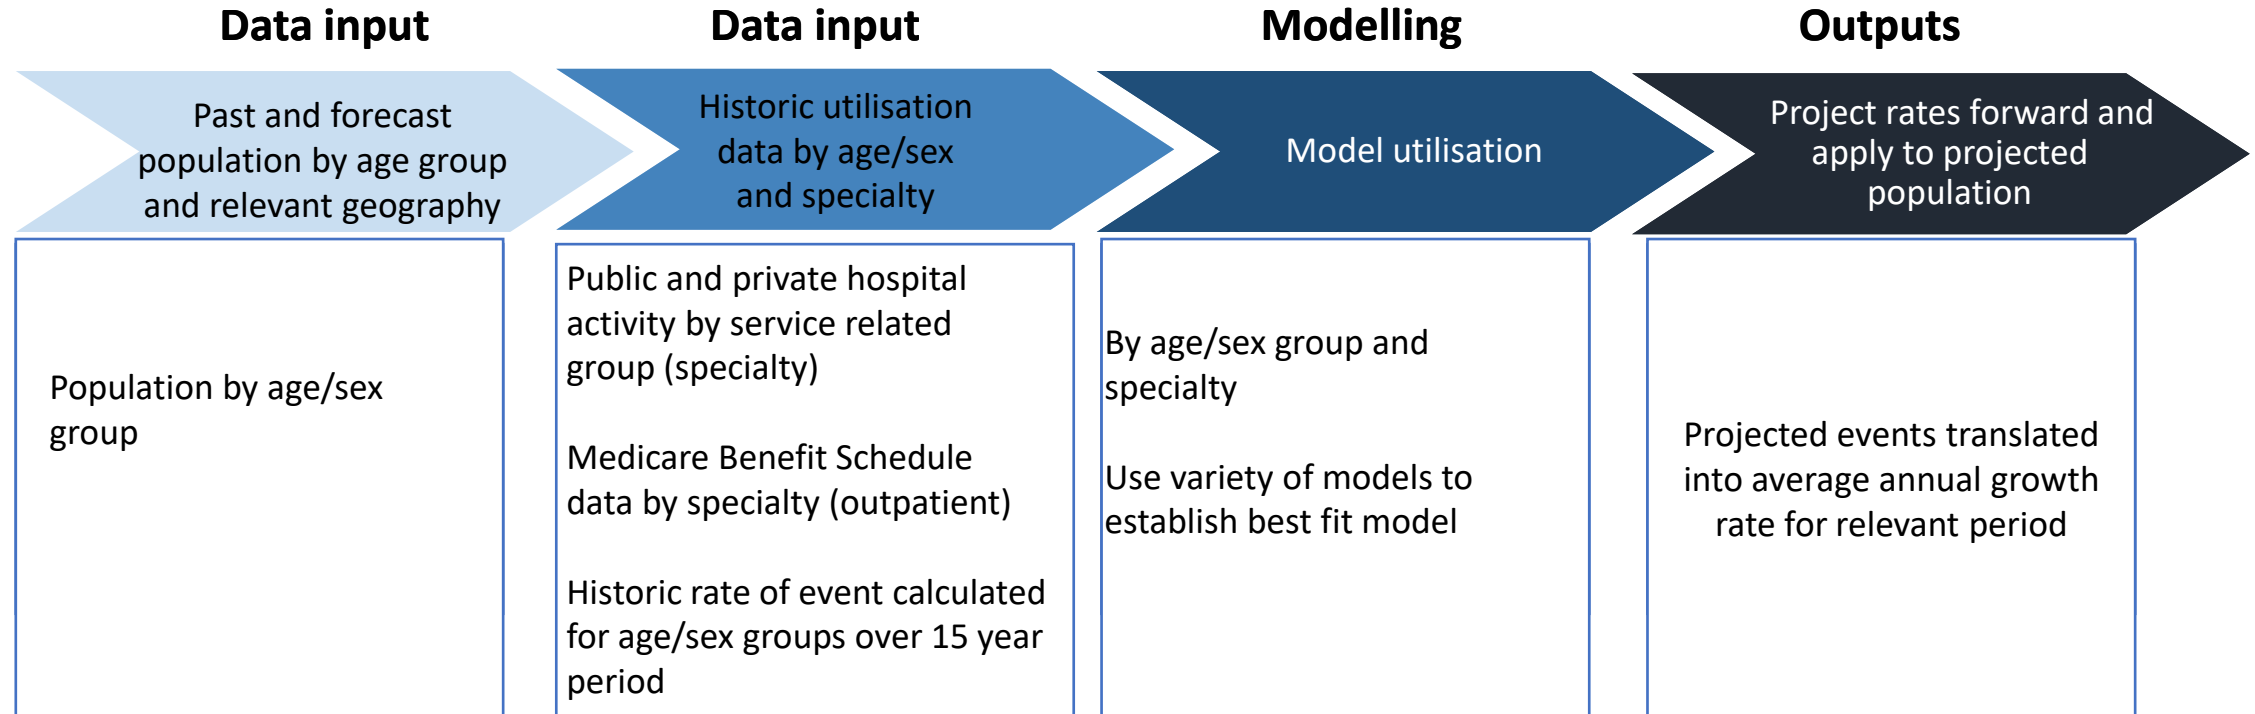 Data input
Data input
Modelling
Outputs
Past and forecast
population by age group
and relevant geography
Historic utilisation
data by age/sex
and specialty
Model utilisation
Project rates forward and
apply to projected
population
Population by age/sex
group
Public and private hospital
activity by service related
group (specialty)
Medicare Benefit Schedule
data by specialty (outpatient)
Historic rate of event calculated
for age/sex groups over 15 year
period
By age/sex group and
specialty
Use variety of models to
establish best fit model
Projected events translated
into average annual growth
rate for relevant period